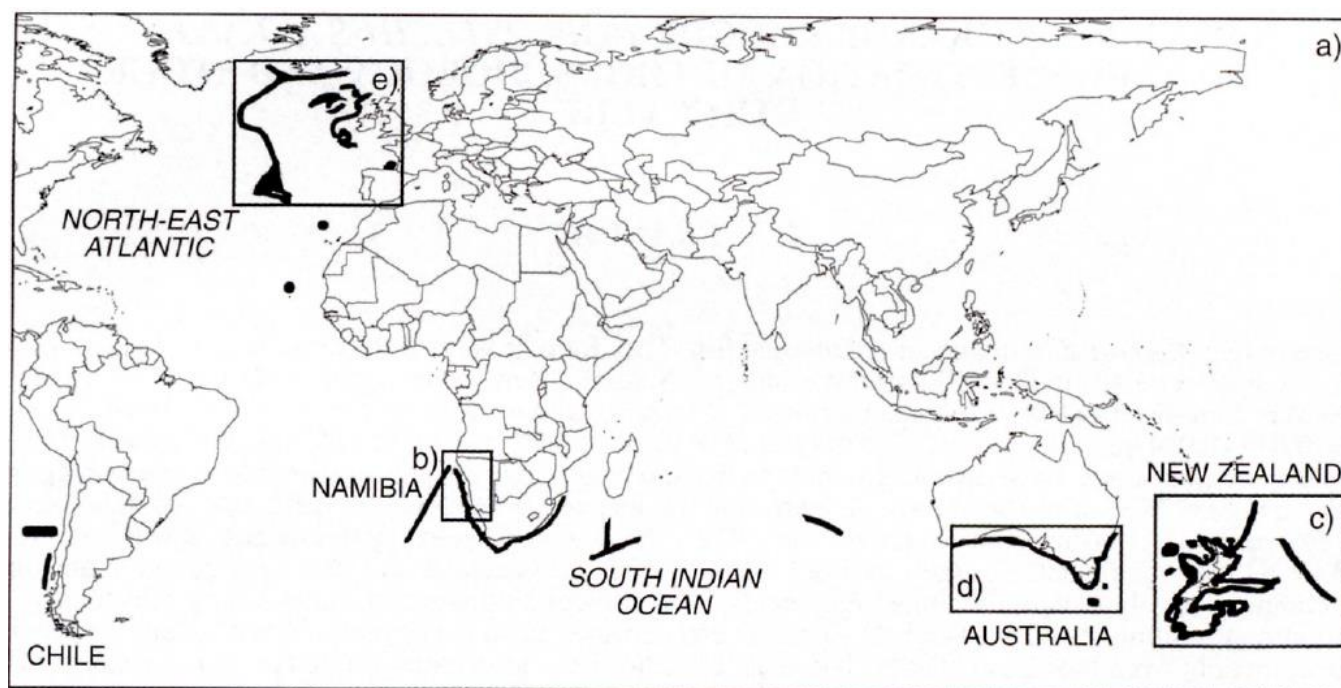 a)
e)
NORTH-EAST
ATLANTIC
b)
NAMIBIA
NEW ZEALAND
c)
SOUTH INDIAN
OCEAN
d)
AUSTRALIA
CHILE